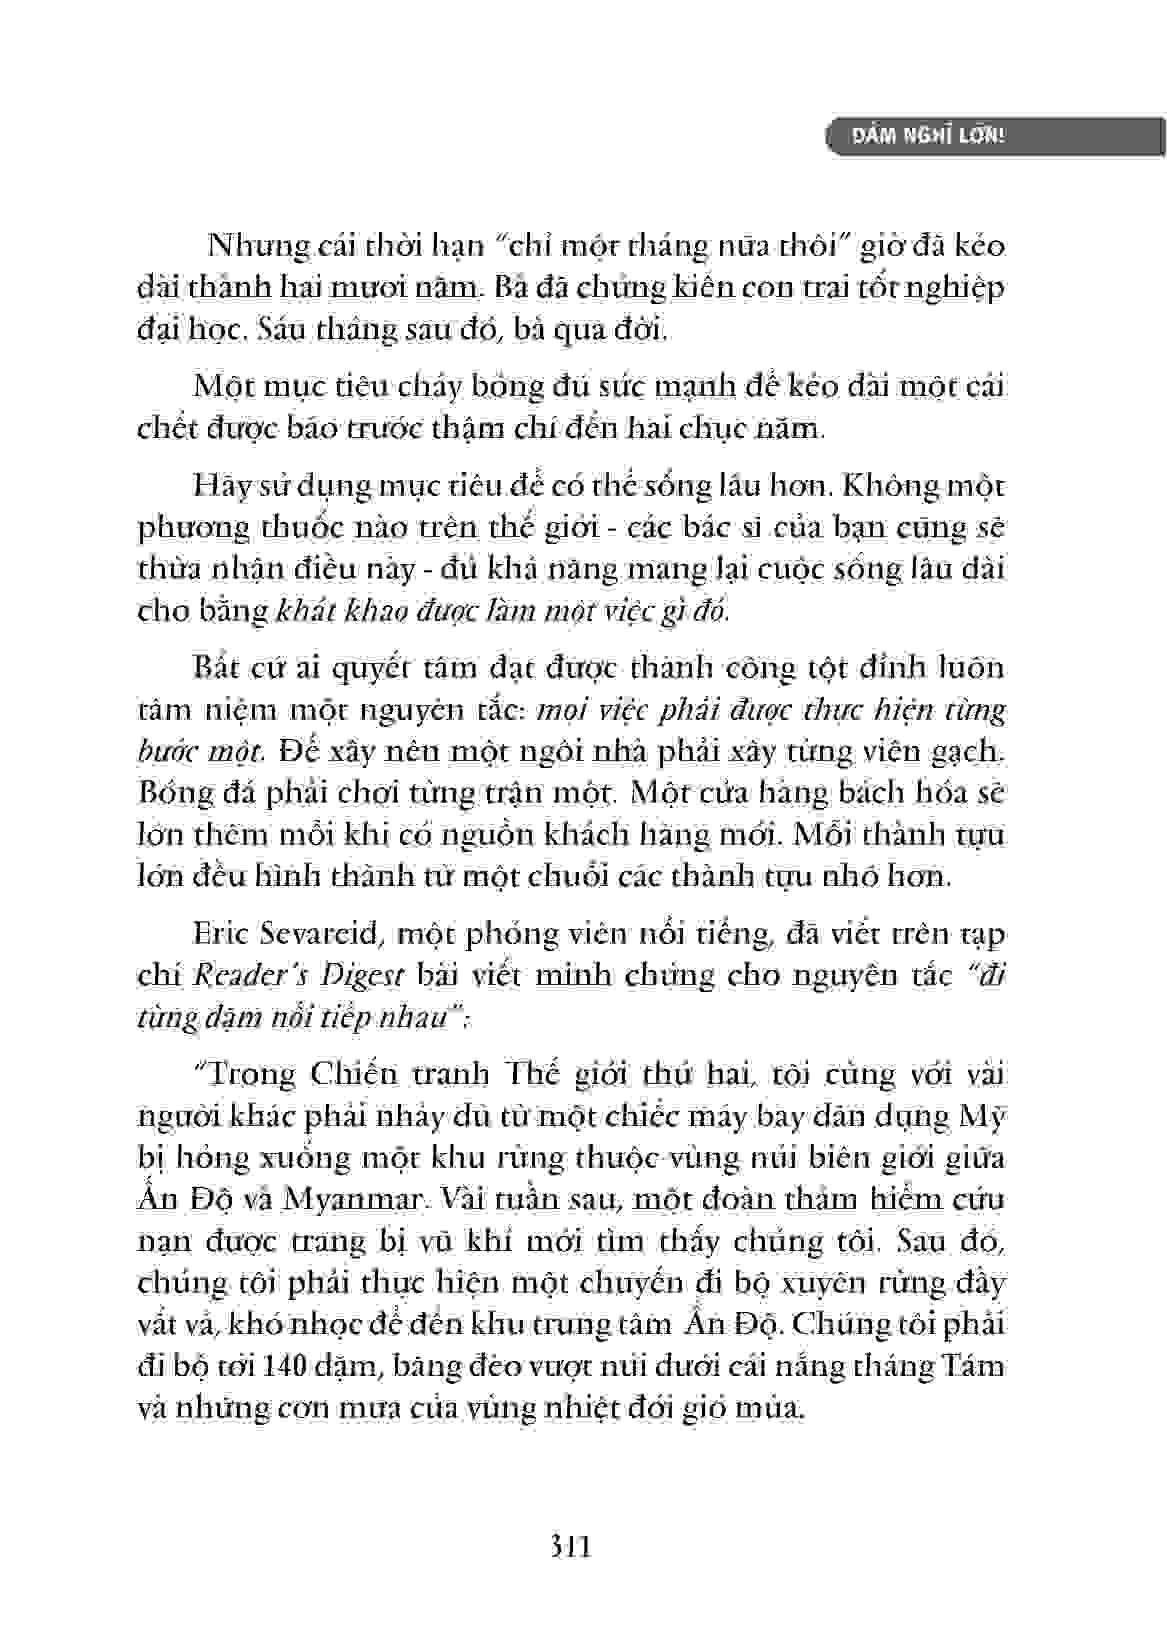 DÁM NGHĨ LỚN!
Nhưng cái thời hạn “chỉ một tháng nữa thôi” giờ đã kéo
dài thành hai mươi năm. Bà đã chứng kiến con trai tốt nghiệp
đại học. Sáu tháng sau đó, bà qua đời.
Một mục tiêu cháy bỏng đủ sức mạnh để kéo dài một cái
chết được báo trước thậm chí đến hai chục năm.
Hãy sử dụng mục tiêu để có thể sống lâu hơn. Không một
phương thuốc nào trên thế giới - các bác sĩ của bạn cũng sẽ
thừa nhận điều này - đủ khả năng mang lại cuộc sống lâu dài
cho bằng khát khao được làm một việc gì đó.
Bất cứ ai quyết tâm đạt được thành công tột đỉnh luôn
tâm niệm một nguyên tắc: mọi việc phải được thực hiện từng
bước một. Để xây nên một ngôi nhà phải xây từng viên gạch.
Bóng đá phải chơi từng trận một. Một cửa hàng bách hóa sẽ
lớn thêm mỗi khi có nguồn khách hàng mới. Mỗi thành tựu
lớn đều hình thành từ một chuỗi các thành tựu nhỏ hơn.
Eric Sevareid, một phóng viên nổi tiếng, đã viết trên tạp
chí Reader’s Digest bài viết minh chứng cho nguyên tắc “đi
từng dặm nối tiếp nhau”:
“Trong Chiến tranh Thế giới thứ hai, tôi cùng với vài
người khác phải nhảy dù từ một chiếc máy bay dân dụng Mỹ
bị hỏng xuống một khu rừng thuộc vùng núi biên giới giữa
Ấn Độ và Myanmar. Vài tuần sau, một đoàn thám hiểm cứu
nạn được trang bị vũ khí mới tìm thấy chúng tôi. Sau đó,
chúng tôi phải thực hiện một chuyến đi bộ xuyên rừng đầy
vất vả, khó nhọc để đến khu trung tâm Ấn Độ. Chúng tôi phải
đi bộ tới 140 dặm, băng đèo vượt núi dưới cái nắng tháng Tám
và những cơn mưa của vùng nhiệt đới gió mùa.
311